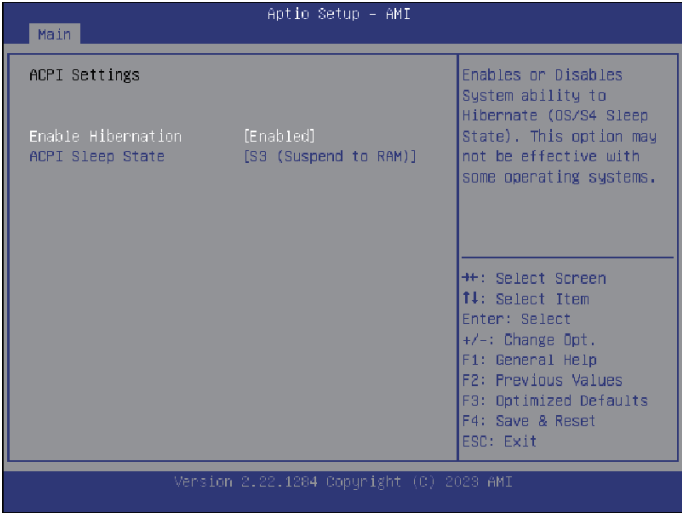 Aptio Setup - AMI
Main
ACPI Settings
Enable Hibernation [Enabled]
ACPI Sleep State [S3 (Suspend to RAM)]
Enables or Disables
System ability to
Hibernate (OS/S4 Sleep
State). This option may
not be effective with
some operating systems.
→←: Select Screen
↑↓: Select Item
Enter: Select
+/-: Change Opt.
F1: General Help
F2: Previous Values
F3: Optimized Defaults
F4: Save & Reset
ESC: Exit
Version 2.22.1284 Copyright (C) 2023 AMI